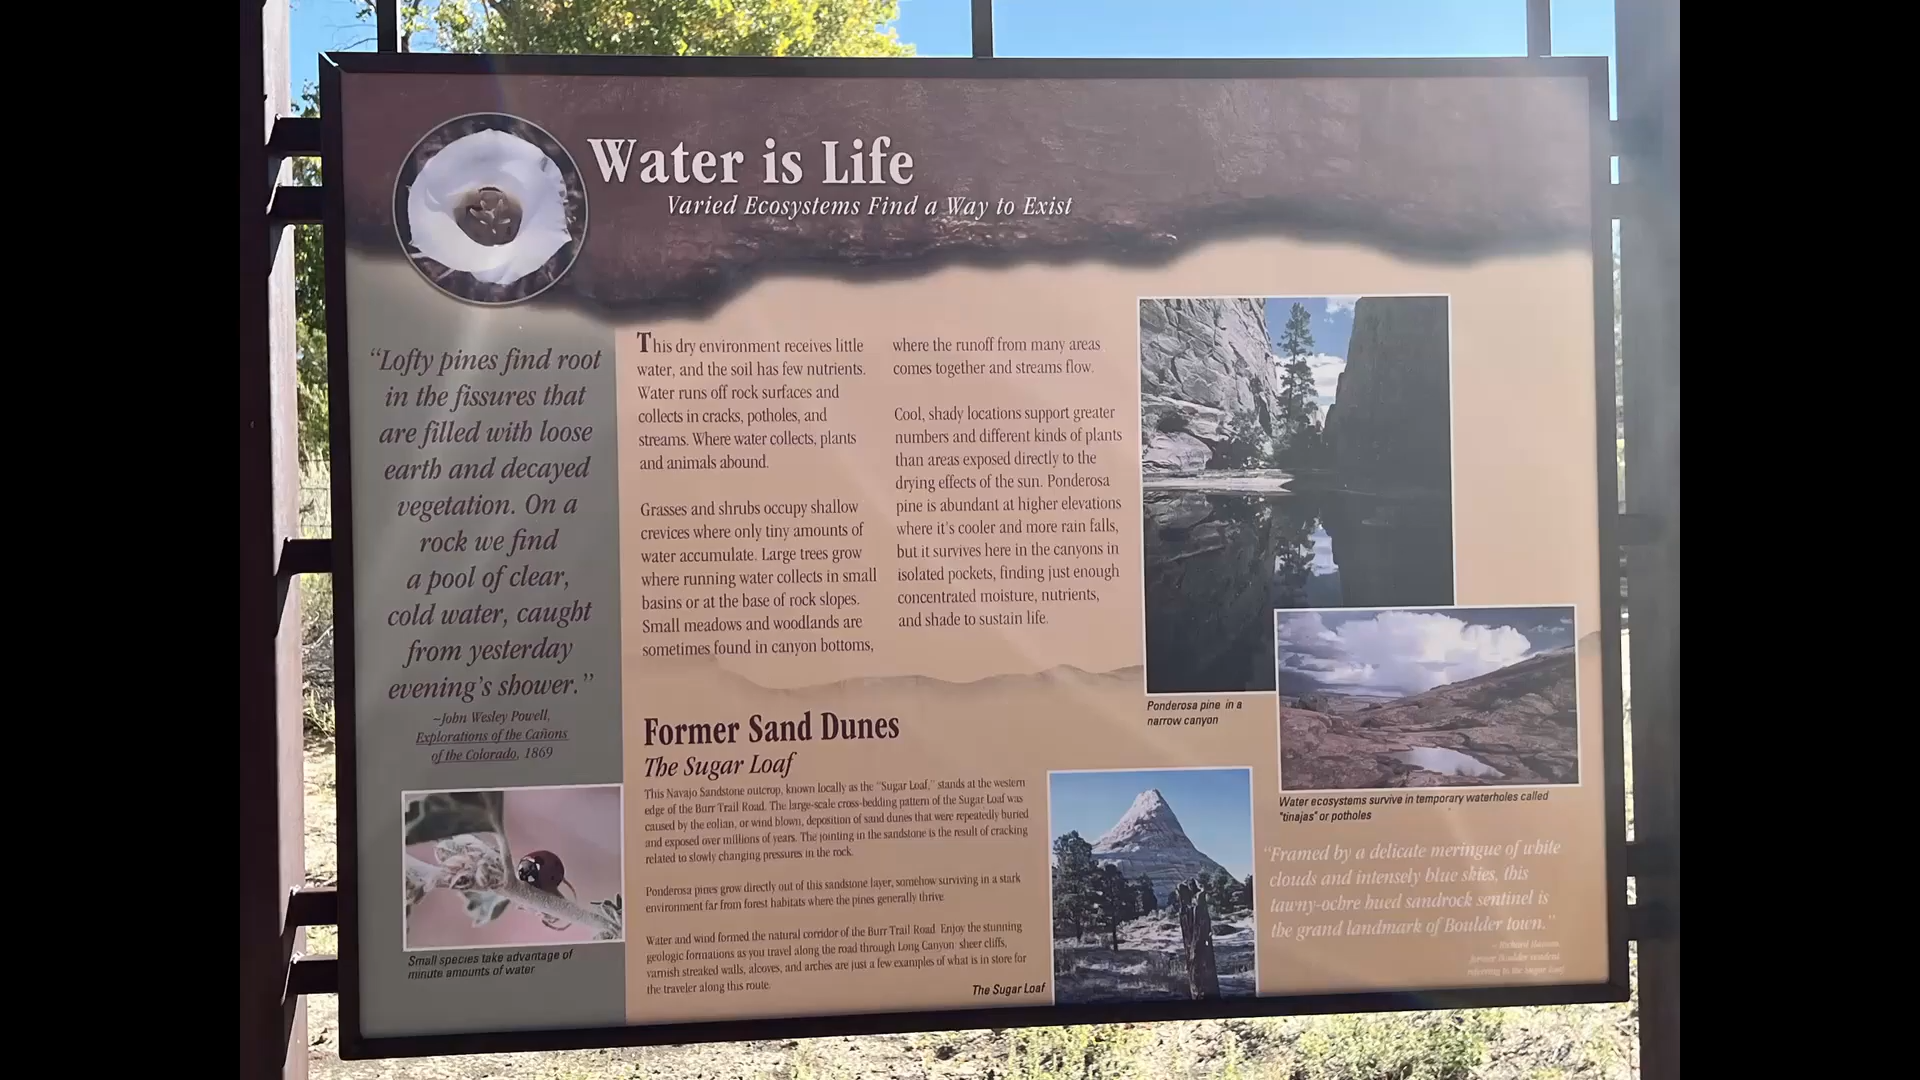 Water is Life
Varied Ecosystems Find a Way to Exist
“Lofty pines find root
in the fissures that
are filled with loose
earth and decayed
vegetation. On a
rock we find
a pool of clear,
cold water, caught
from yesterday
evening’s shower.”
–John Wesley Powell,
Explorations of the Cañons
of the Colorado, 1869
Small species take advantage of
minute amounts of water
This dry environment receives little
water, and the soil has few nutrients.
Water runs off rock surfaces and
collects in cracks, potholes, and
streams. Where water collects, plants
and animals abound.
Grasses and shrubs occupy shallow
crevices where only tiny amounts of
water accumulate. Large trees grow
where running water collects in small
basins or at the base of rock slopes.
Small meadows and woodlands are
sometimes found in canyon bottoms,
where the runoff from many areas
comes together and streams flow.
Cool, shady locations support greater
numbers and different kinds of plants
than areas exposed directly to the
drying effects of the sun. Ponderosa
pine is abundant at higher elevations
where it’s cooler and more rain falls,
but it survives here in the canyons in
isolated pockets, finding just enough
concentrated moisture, nutrients,
and shade to sustain life.
Ponderosa pine in a
narrow canyon
Water ecosystems survive in temporary waterholes called
"tinajas" or potholes
Former Sand Dunes
The Sugar Loaf
This Navajo Sandstone outcrop, known locally as the “Sugar Loaf,” stands at the western
edge of the Burr Trail Road. The large-scale cross-bedding pattern of the Sugar Loaf was
caused by the eolian, or wind blown, deposition of sand dunes that were repeatedly buried
and exposed over millions of years. The jointing in the sandstone is the result of cracking
related to slowly changing pressures in the rock.
Ponderosa pines grow directly out of this sandstone layer, somehow surviving in a stark
environment far from forest habitats where the pines generally thrive.
Water and wind formed the natural corridor of the Burr Trail Road. Enjoy the stunning
geologic formations as you travel along the road through Long Canyon: sheer cliffs,
varnish streaked walls, alcoves, and arches are just a few examples of what is in store for
the traveler along this route.
The Sugar Loaf
“Framed by a delicate meringue of white
clouds and intensely blue skies, this
tawny-ochre hued sandrock sentinel is
the grand landmark of Boulder town.”
– Richard
former Boulder resident
referring to the Sugar Loaf